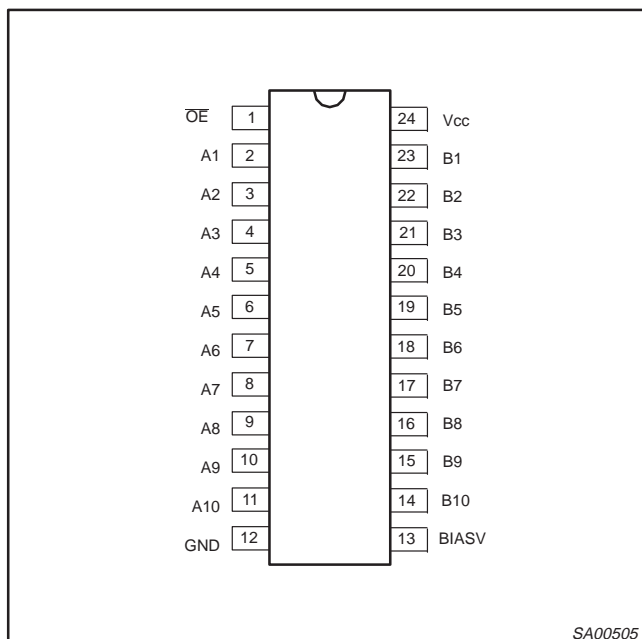 O̅E̅ 1 24 Vcc
A1 2 23 B1
A2 3 22 B2
A3 4 21 B3
A4 5 20 B4
A5 6 19 B5
A6 7 18 B6
A7 8 17 B7
A8 9 16 B8
A9 10 15 B9
A10 11 14 B10
GND 12 13 BIASV
SA00505